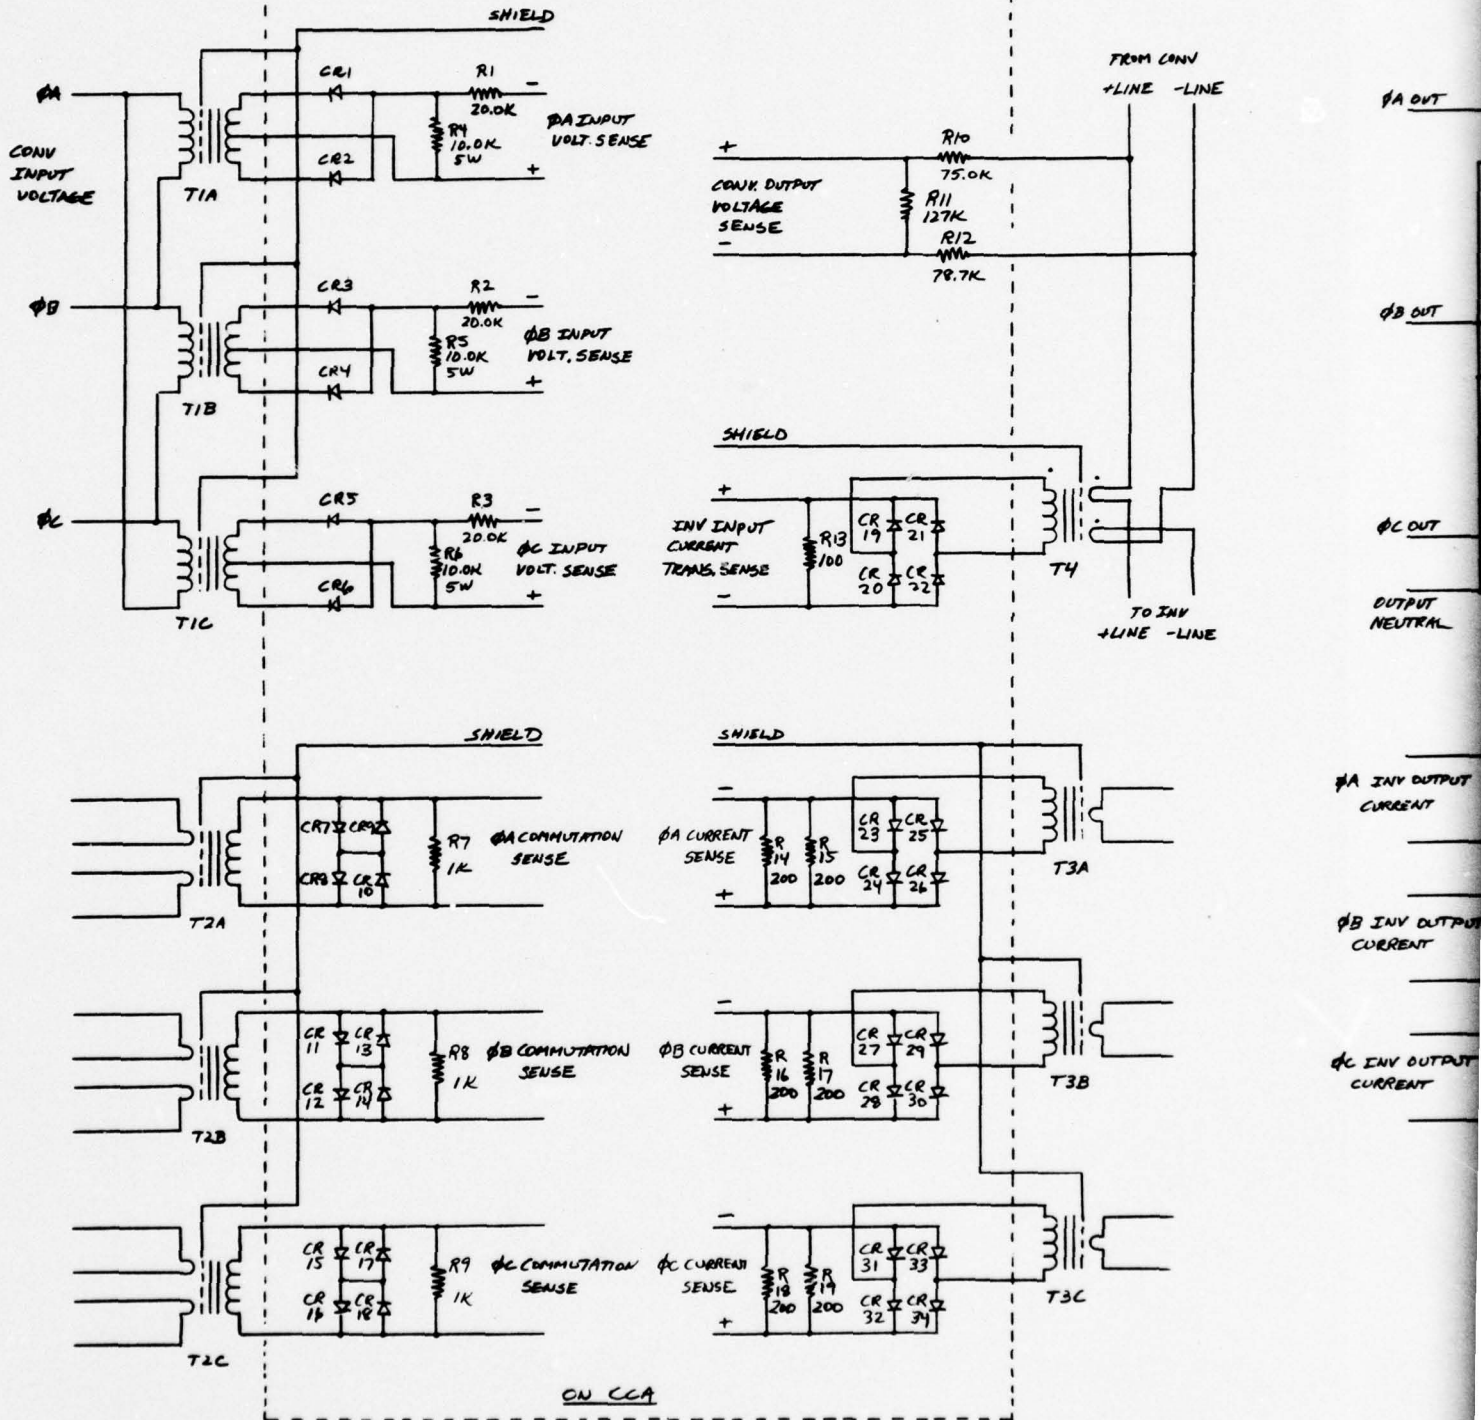 SHIELD
ØA
CONV
INPUT
VOLTAGE
T1A
CR1
CR2
R1
20.0K
R4
10.0K
5W
-
+
ØA INPUT
VOLT. SENSE
ØB
T1B
CR3
CR4
R2
20.0K
R5
10.0K
5W
-
+
ØB INPUT
VOLT. SENSE
ØC
T1C
CR5
CR6
R3
20.0K
R6
10.0K
5W
-
+
ØC INPUT
VOLT. SENSE
FROM CONV
+LINE -LINE
+
CONV. OUTPUT
VOLTAGE
SENSE
-
R10
75.0K
R11
127K
R12
78.7K
SHIELD
+
INV INPUT
CURRENT
TRANS. SENSE
-
R13
100
CR
19
CR
21
CR
20
CR
22
T4
TO INV
+LINE -LINE
ØA OUT
ØB OUT
ØC OUT
OUTPUT
NEUTRAL
SHIELD
T2A
CR7
CR9
CR8
CR
10
R7
1K
ØA COMMUTATION
SENSE
T2B
CR
11
CR
13
CR
12
CR
14
R8
1K
ØB COMMUTATION
SENSE
T2C
CR
15
CR
17
CR
16
CR
18
R9
1K
ØC COMMUTATION
SENSE
SHIELD
-
ØA CURRENT
SENSE
+
R
14
200
R
15
200
CR
23
CR
25
CR
24
CR
26
T3A
-
ØB CURRENT
SENSE
+
R
16
200
R
17
200
CR
27
CR
29
CR
28
CR
30
T3B
-
ØC CURRENT
SENSE
+
R
18
200
R
19
200
CR
31
CR
33
CR
32
CR
34
T3C
ØA INV OUTPUT
CURRENT
ØB INV OUTPUT
CURRENT
ØC INV OUTPUT
CURRENT
ON CCA